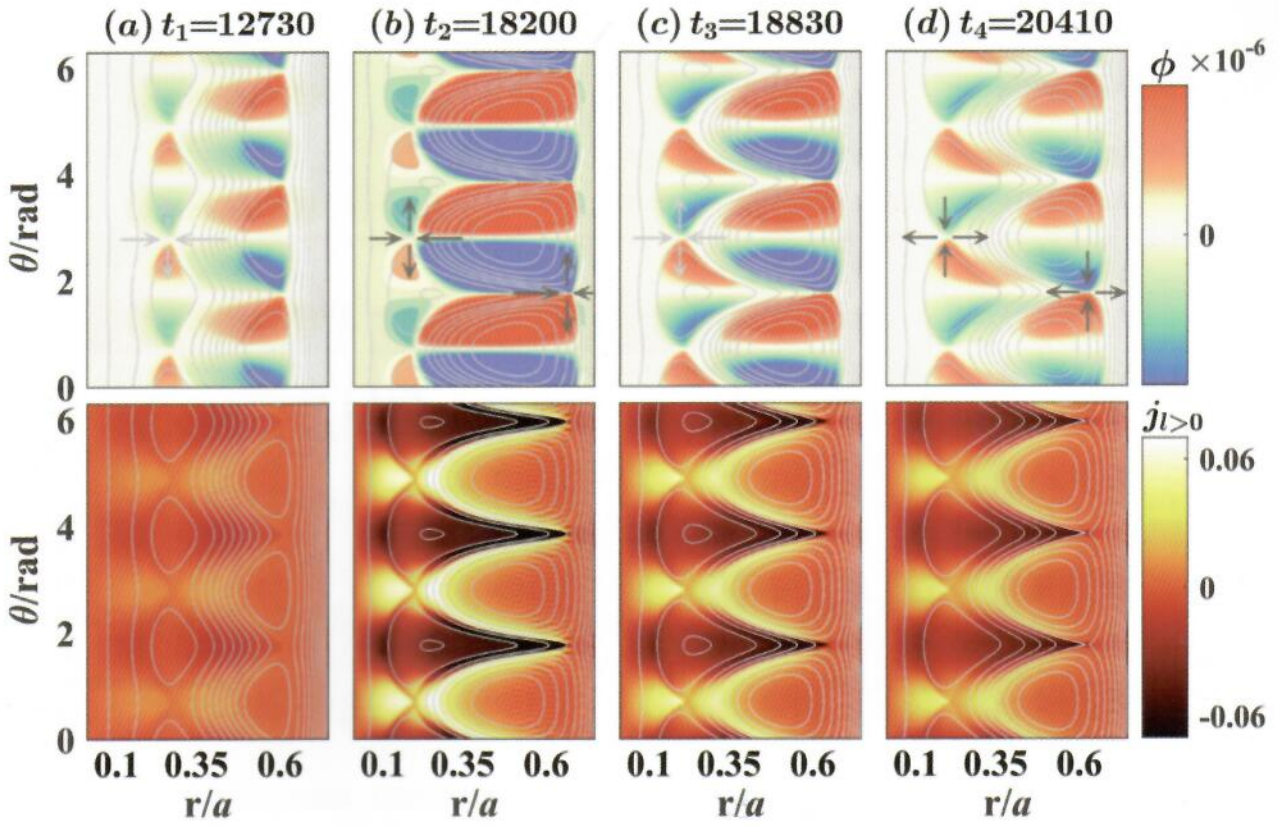 (a) t₁=12730 (b) t₂=18200 (c) t₃=18830 (d) t₄=20410
ϕ ×10⁻⁶
6
4
2
0
θ/rad
0
6
4
2
0
θ/rad
j_{l>0}
0.06
0
-0.06
0.1 0.35 0.6 0.1 0.35 0.6 0.1 0.35 0.6 0.1 0.35 0.6
r/a r/a r/a r/a